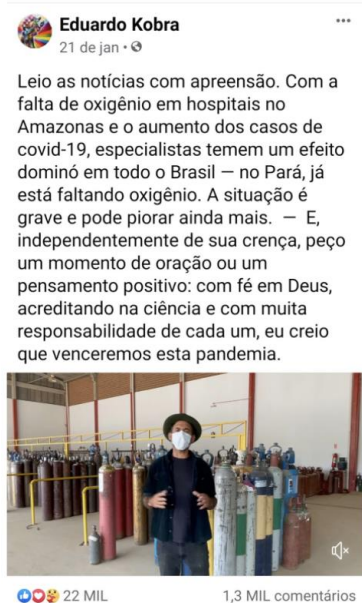 Eduardo Kobra
21 de jan •
Leio as notícias com apreensão. Com a
falta de oxigênio em hospitais no
Amazonas e o aumento dos casos de
covid-19, especialistas temem um efeito
dominó em todo o Brasil — no Pará, já
está faltando oxigênio. A situação é
grave e pode piorar ainda mais. — E,
independentemente de sua crença, peço
um momento de oração ou um
pensamento positivo: com fé em Deus,
acreditando na ciência e com muita
responsabilidade de cada um, eu creio
que venceremos esta pandemia.
22 MIL 1,3 MIL comentários